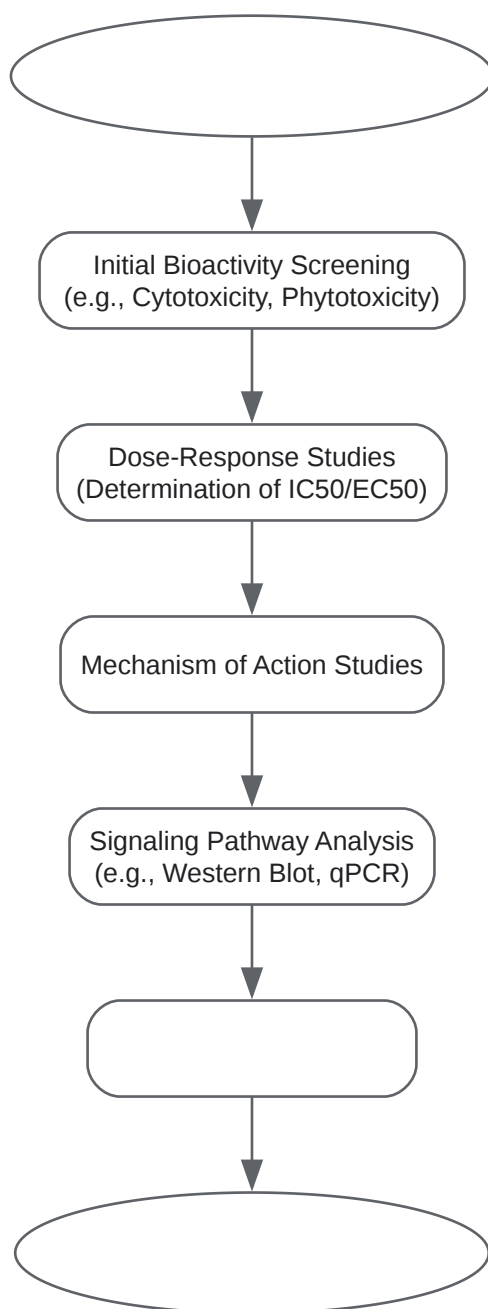 Initial Bioactivity Screening
(e.g., Cytotoxicity, Phytotoxicity)
Dose-Response Studies
(Determination of IC50/EC50)
Mechanism of Action Studies
Signaling Pathway Analysis
(e.g., Western Blot, qPCR)